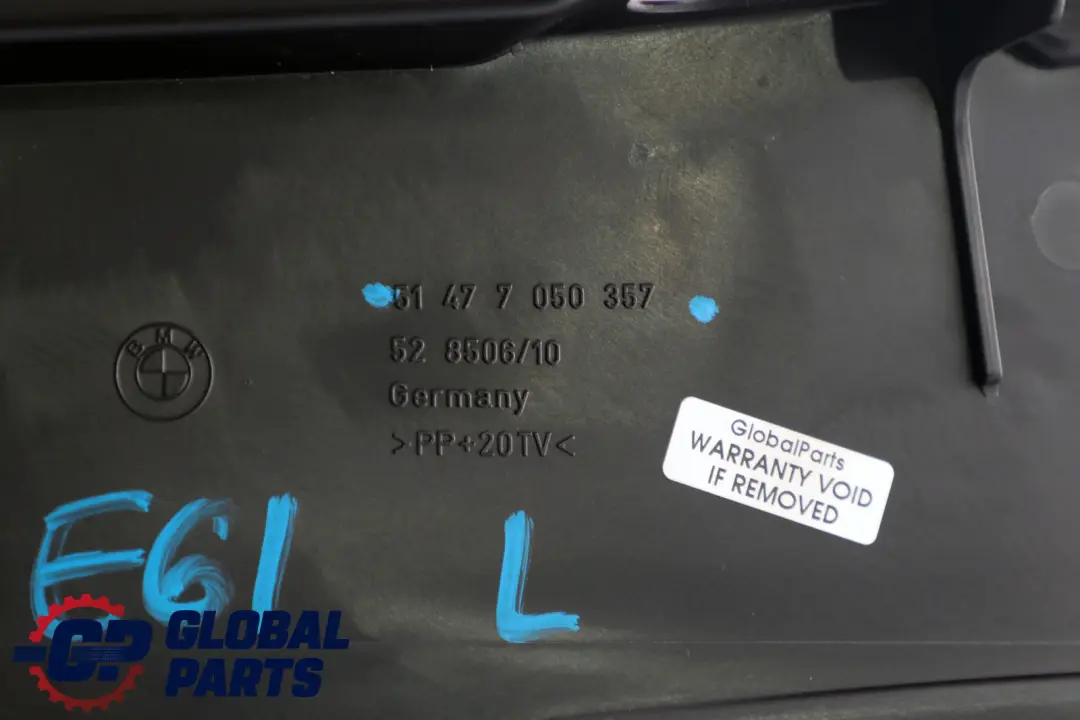 51 47 7 050 357
52 8506/10
Germany
>PP+20TV<
BMW
GlobalParts
WARRANTY VOID
IF REMOVED
E61 L
GP GLOBAL
PARTS